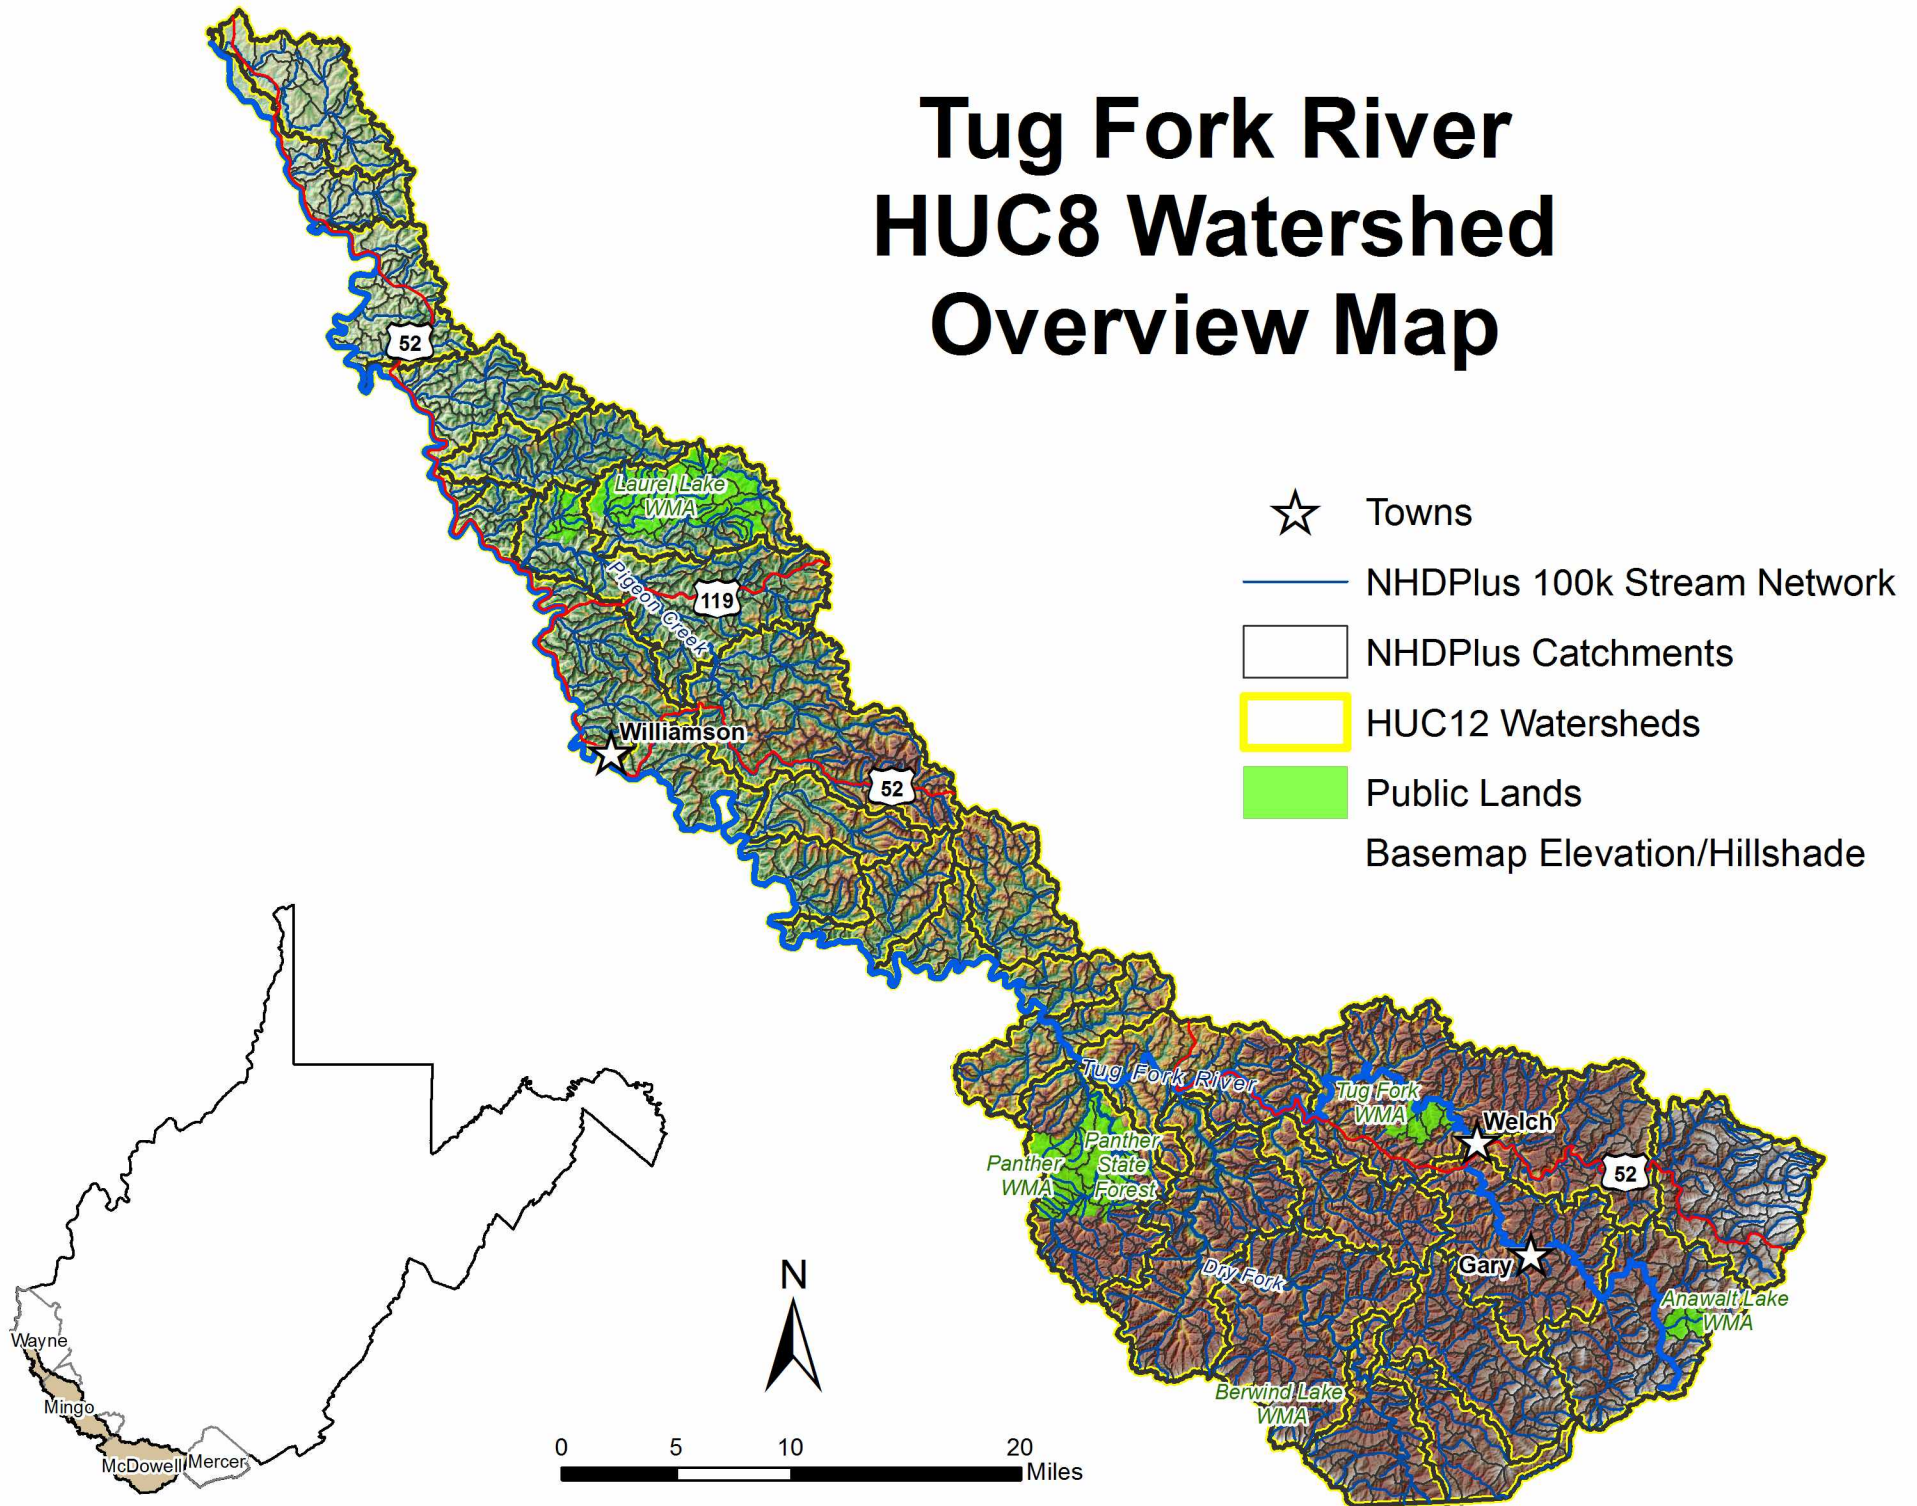 Tug Fork River
HUC8 Watershed
Overview Map
Towns
NHDPlus 100k Stream Network
NHDPlus Catchments
HUC12 Watersheds
Public Lands
Basemap Elevation/Hillshade
52
Laurel Lake
WMA
Pigeon Creek
119
Williamson
52
Tug Fork River
Tug Fork
WMA
Welch
Panther
State
Forest
Panther
WMA
52
Gary
Dry Fork
Anawalt Lake
WMA
Berwind Lake
WMA
Wayne
Mingo
McDowell
Mercer
N
0 5 10 20
Miles